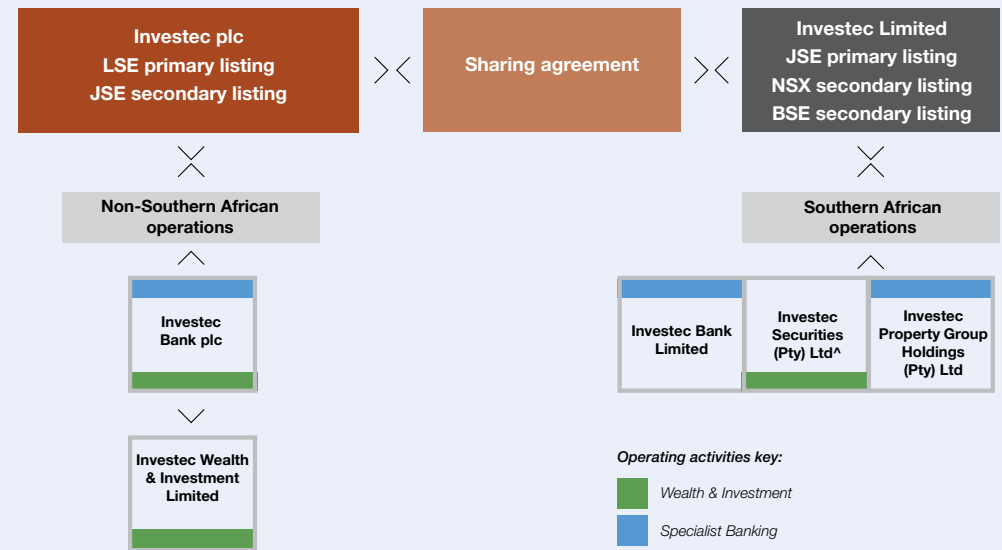 Investec plc
LSE primary listing
JSE secondary listing
Sharing agreement
Investec Limited
JSE primary listing
NSX secondary listing
BSE secondary listing
Non-Southern African
operations
Southern African
operations
Investec
Bank plc
Investec Bank
Limited
Investec
Securities
(Pty) Ltd^
Investec
Property Group
Holdings
(Pty) Ltd
Investec Wealth
& Investment
Limited
Operating activities key:
Wealth & Investment
Specialist Banking